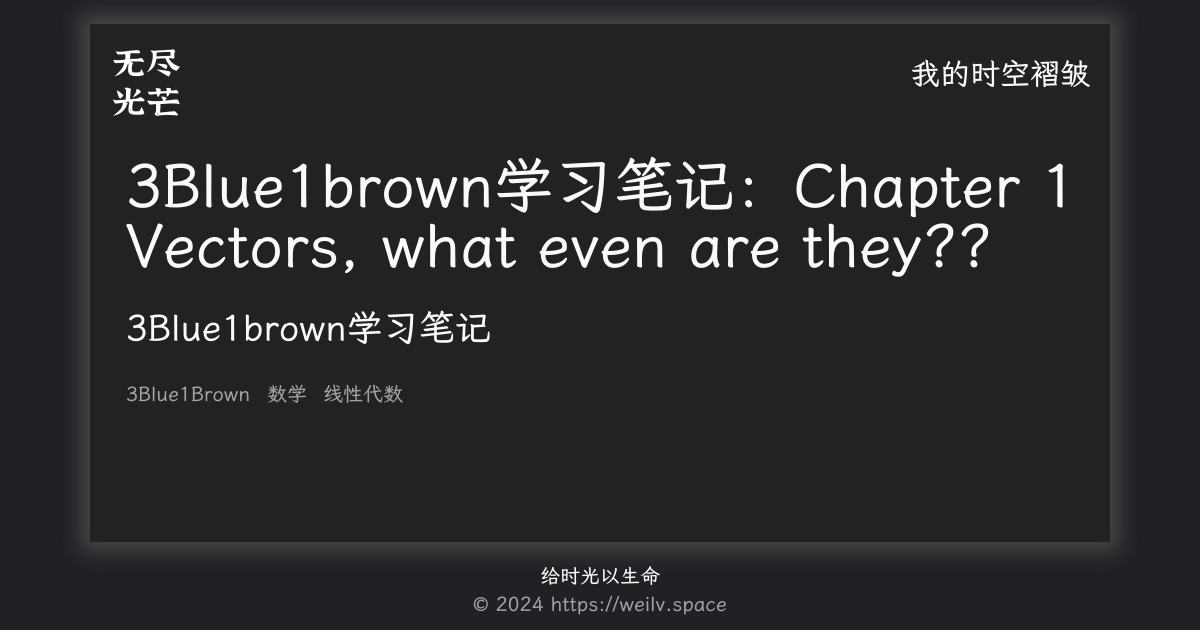 无尽
光芒
我的时空褶皱
3Blue1brown学习笔记：Chapter 1
Vectors, what even are they??
3Blue1brown学习笔记
3Blue1Brown 数学 线性代数
给时光以生命
© 2024 https://weilv.space